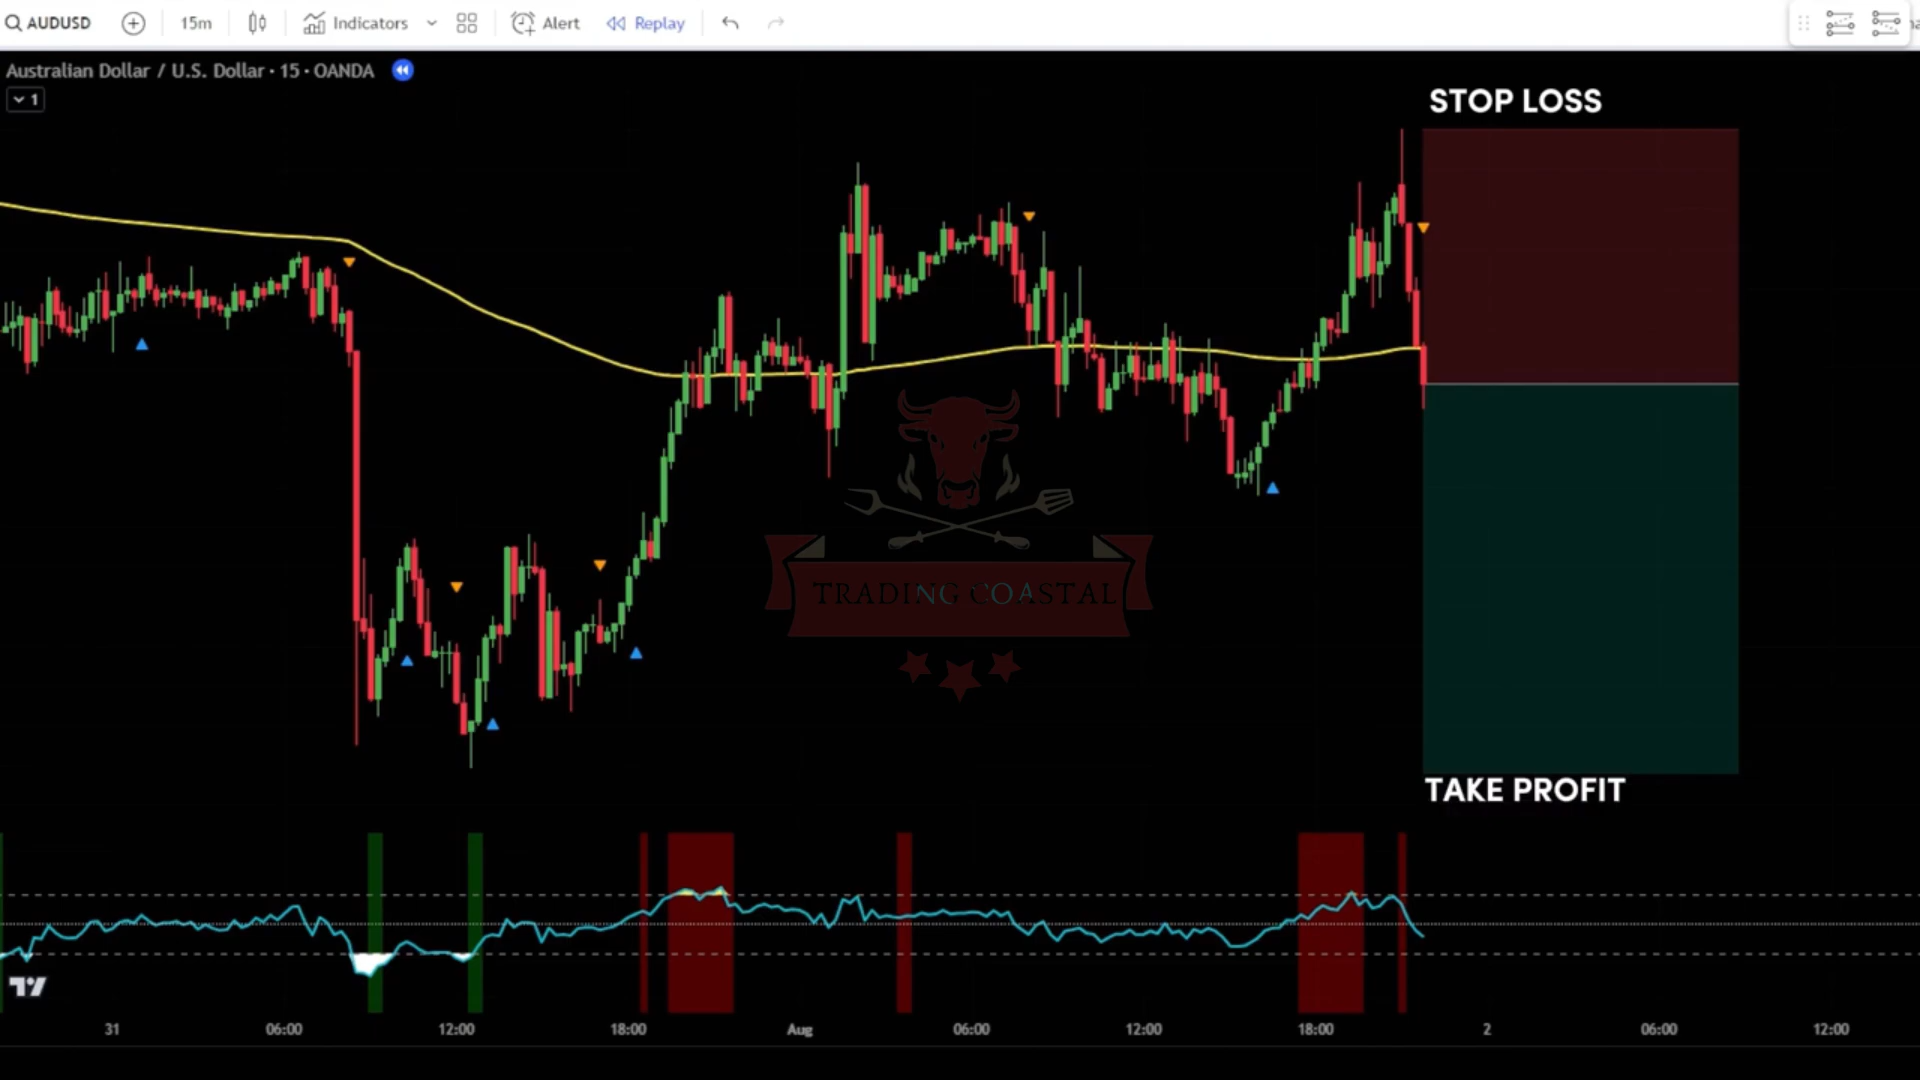 AUDUSD
15m
Indicators
Alert
Replay
Australian Dollar / U.S. Dollar · 15 · OANDA
1
STOP LOSS
TRADING COASTAL
TAKE PROFIT
31 06:00 12:00 18:00 Aug 06:00 12:00 18:00 2 06:00 12:00